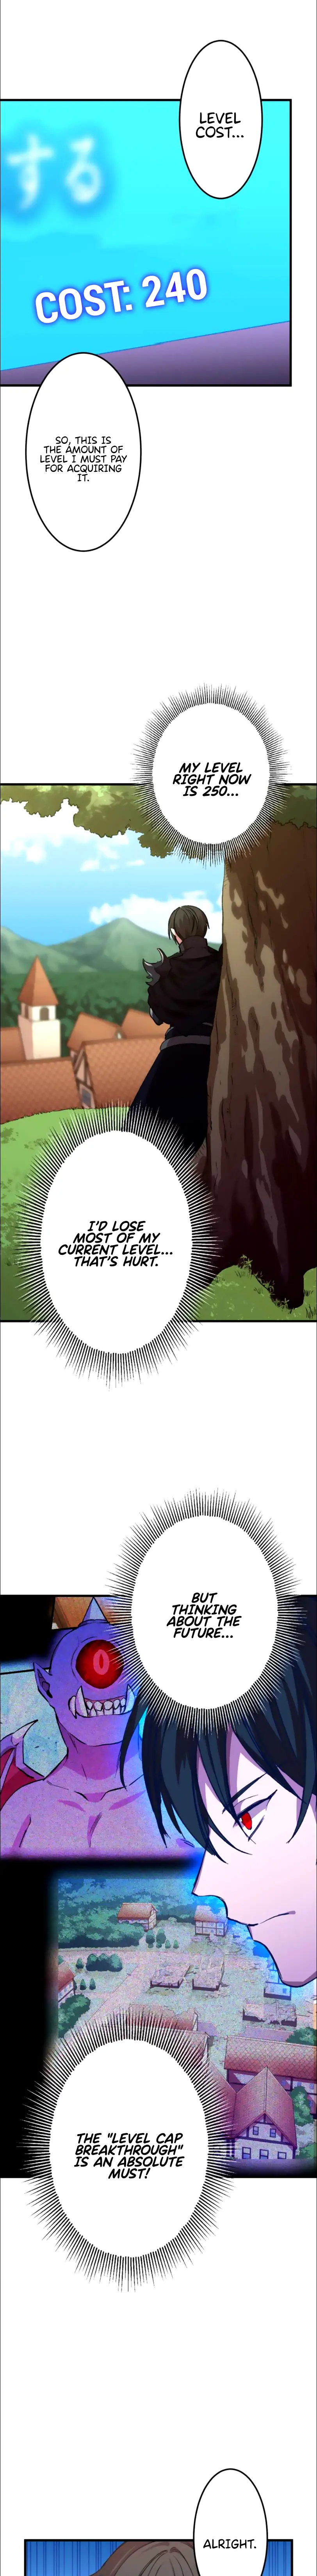 LEVEL
COST...
する
COST: 240
SO, THIS IS
THE AMOUNT OF
LEVEL I MUST PAY
FOR ACQUIRING
IT.
MY LEVEL
RIGHT NOW
IS 250...
I'D LOSE
MOST OF MY
CURRENT LEVEL...
THAT'S HURT.
BUT
THINKING
ABOUT THE
FUTURE...
THE "LEVEL CAP
BREAKTHROUGH"
IS AN ABSOLUTE
MUST!
ALRIGHT.